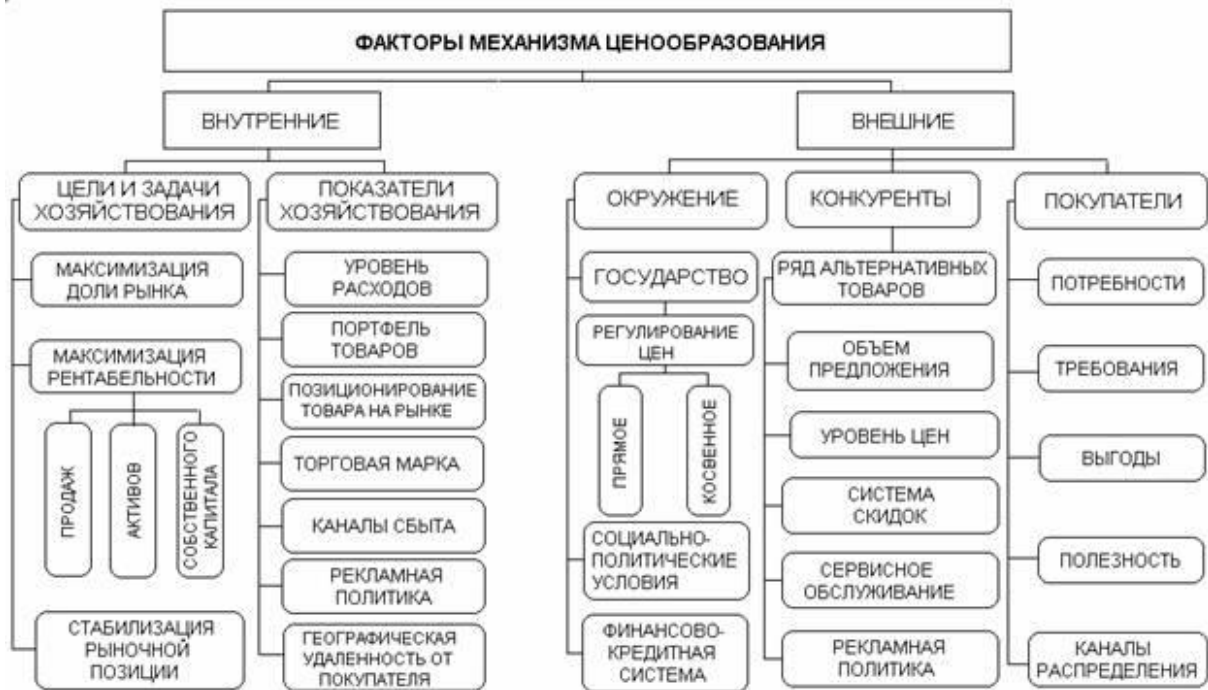 ФАКТОРЫ МЕХАНИЗМА ЦЕНООБРАЗОВАНИЯ
ВНУТРЕННИЕ
ВНЕШНИЕ
ЦЕЛИ И ЗАДАЧИ
ХОЗЯЙСТВОВАНИЯ
МАКСИМИЗАЦИЯ
ДОЛИ РЫНКА
МАКСИМИЗАЦИЯ
РЕНТАБЕЛЬНОСТИ
ПРОДАЖ
АКТИВОВ
СОБСТВЕННОГО
КАПИТАЛА
СТАБИЛИЗАЦИЯ
РЫНОЧНОЙ
ПОЗИЦИИ
ПОКАЗАТЕЛИ
ХОЗЯЙСТВОВАНИЯ
УРОВЕНЬ
РАСХОДОВ
ПОРТФЕЛЬ
ТОВАРОВ
ПОЗИЦИОНИРОВАНИЕ
ТОВАРА НА РЫНКЕ
ТОРГОВАЯ МАРКА
КАНАЛЫ СБЫТА
РЕКЛАМНАЯ
ПОЛИТИКА
ГЕОГРАФИЧЕСКАЯ
УДАЛЕННОСТЬ ОТ
ПОКУПАТЕЛЯ
ОКРУЖЕНИЕ
ГОСУДАРСТВО
РЕГУЛИРОВАНИЕ
ЦЕН
ПРЯМОЕ
КОСВЕННОЕ
СОЦИАЛЬНО-
ПОЛИТИЧЕСКИЕ
УСЛОВИЯ
ФИНАНСОВО-
КРЕДИТНАЯ
СИСТЕМА
КОНКУРЕНТЫ
РЯД АЛЬТЕРНАТИВНЫХ
ТОВАРОВ
ОБЪЕМ
ПРЕДЛОЖЕНИЯ
УРОВЕНЬ ЦЕН
СИСТЕМА
СКИДОК
СЕРВИСНОЕ
ОБСЛУЖИВАНИЕ
РЕКЛАМНАЯ
ПОЛИТИКА
ПОКУПАТЕЛИ
ПОТРЕБНОСТИ
ТРЕБОВАНИЯ
ВЫГОДЫ
ПОЛЕЗНОСТЬ
КАНАЛЫ
РАСПРЕДЕЛЕНИЯ